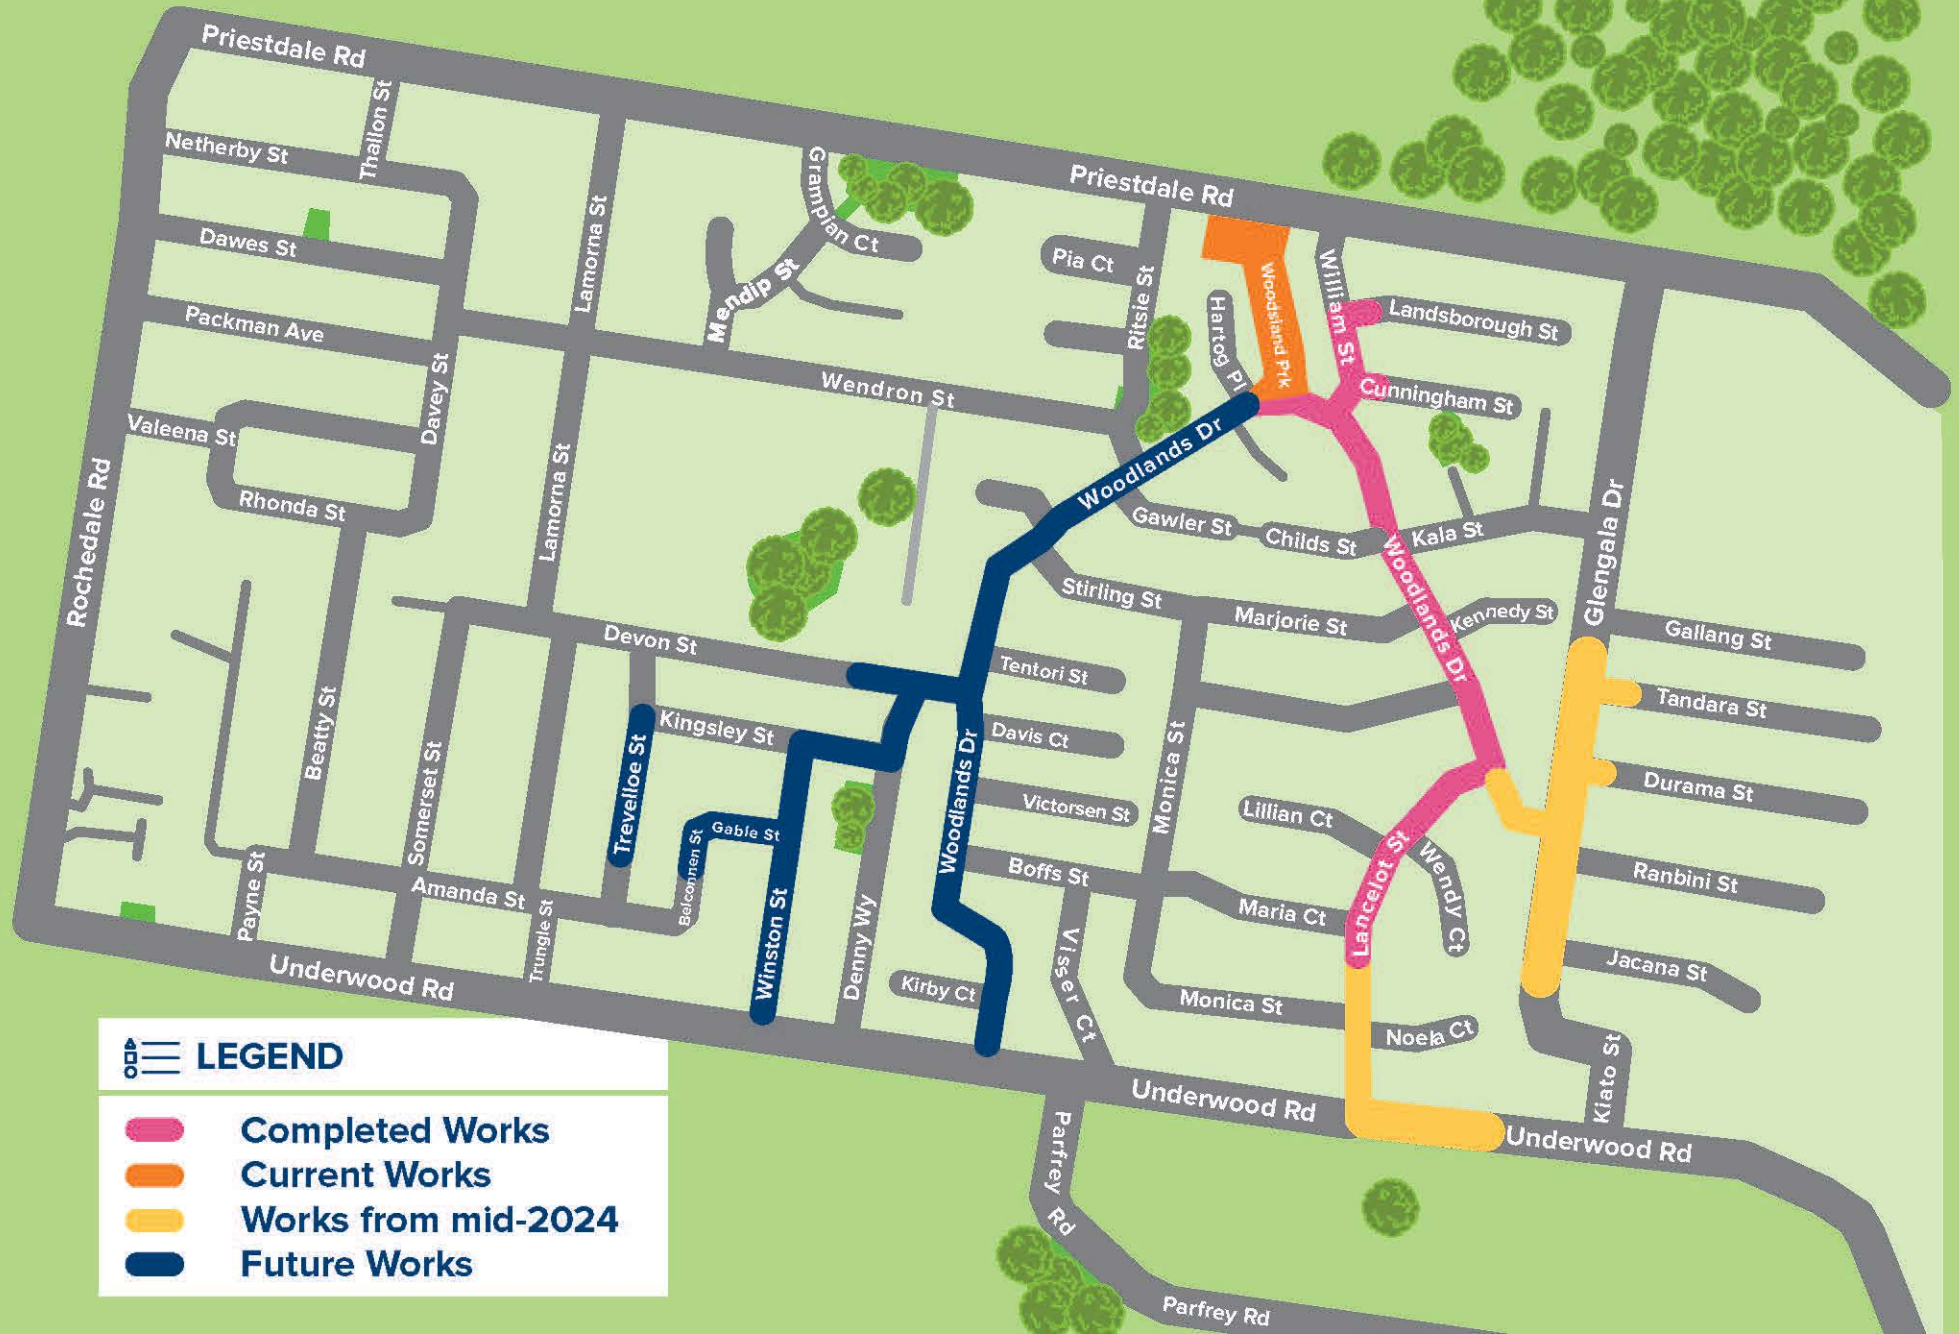 Priestdale Rd
Thallon St
Netherby St
Dawes St
Packman Ave
Davey St
Valeena St
Rhonda St
Rochedale Rd
Lamorna St
Lamorna St
Grampian Ct
Mendip St
Wendron St
Priestdale Rd
Pia Ct
Ritsie St
Hartog Pl
Woodsland Prk
William St
Landsborough St
Cunningham St
Woodlands Dr
Gawler St
Childs St
Kala St
Glengala Dr
Stirling St
Marjorie St
Kennedy St
Woodlands Dr
Gallang St
Tandara St
Durama St
Ranbini St
Jacana St
Kiato St
Devon St
Tentori St
Davis Ct
Victorsen St
Boffs St
Woodlands Dr
Monica St
Lillian Ct
Wendy Ct
Lancelot St
Maria Ct
Monica St
Noela Ct
Visser Ct
Kirby Ct
Kingsley St
Trevelloe St
Gable St
Belconnen St
Winston St
Denny Wy
Beatty St
Somerset St
Amanda St
Payne St
Trungle St
Underwood Rd
Underwood Rd
Underwood Rd
Parfrey Rd
Parfrey Rd
LEGEND
Completed Works
Current Works
Works from mid-2024
Future Works